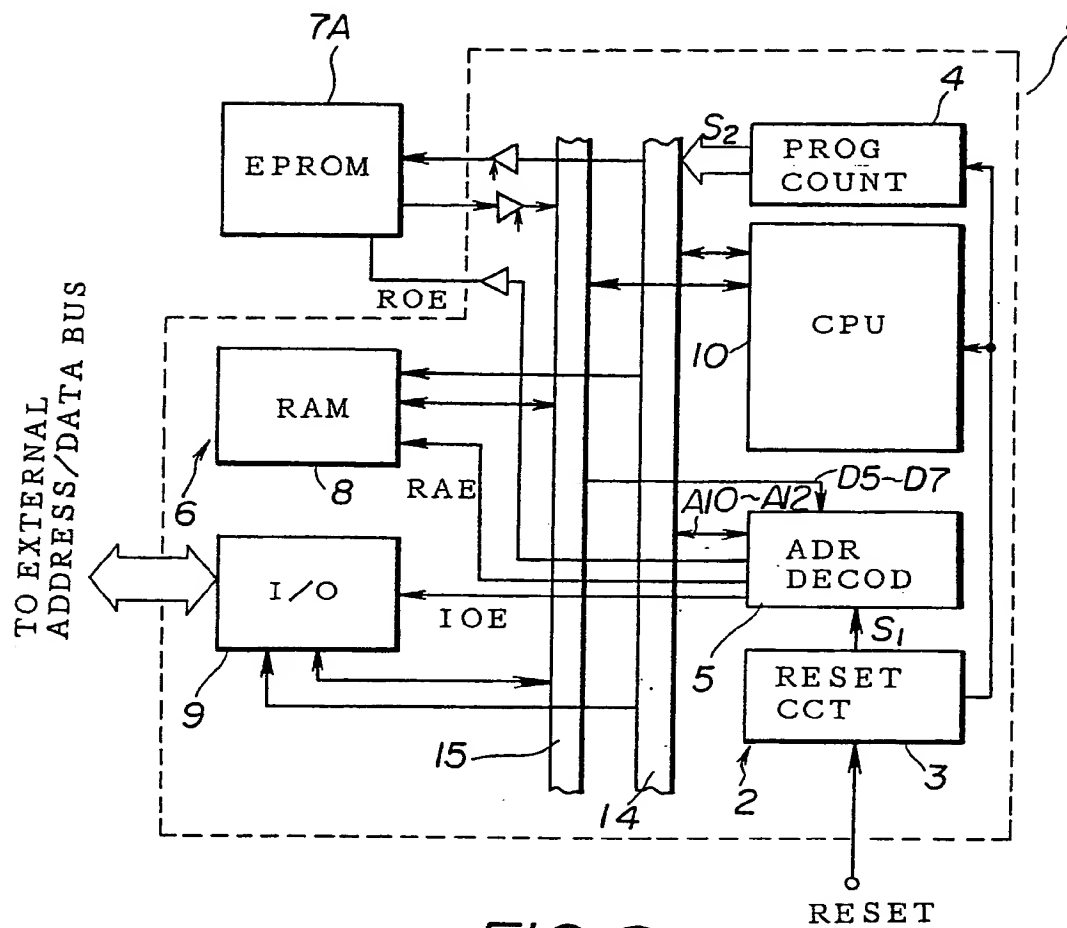 7A
4
EPROM
S2
PROG
COUNT
ROE
TO EXTERNAL
ADDRESS/DATA BUS
CPU
10
RAM
6
8
RAE
D5~D7
A10~A12
ADR
DECOD
I/O
IOE
5
S1
9
RESET
CCT
15
14
2
3
RESET